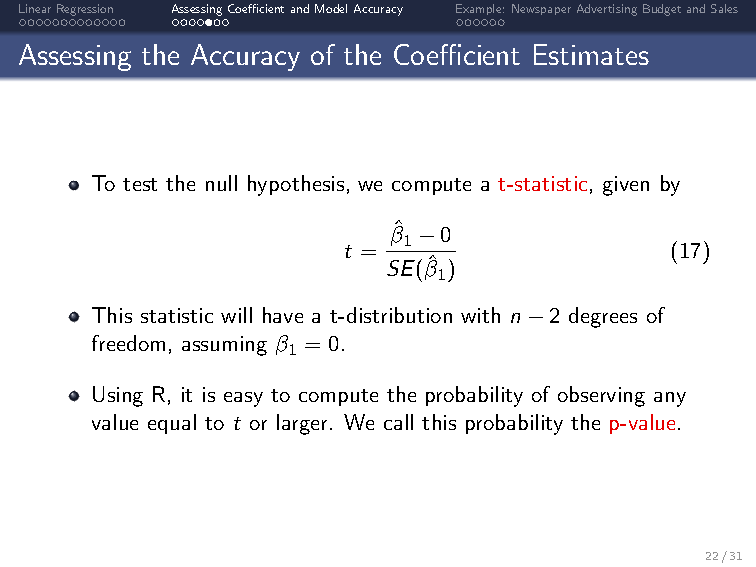 Linear Regression
Assessing Coefficient and Model Accuracy
Example: Newspaper Advertising Budget and Sales
Assessing the Accuracy of the Coefficient Estimates
To test the null hypothesis, we compute a t-statistic, given by
t = (β̂₁ − 0) / SE(β̂₁) (17)
This statistic will have a t-distribution with n − 2 degrees of
freedom, assuming β₁ = 0.
Using R, it is easy to compute the probability of observing any
value equal to t or larger. We call this probability the p-value.
22 / 31